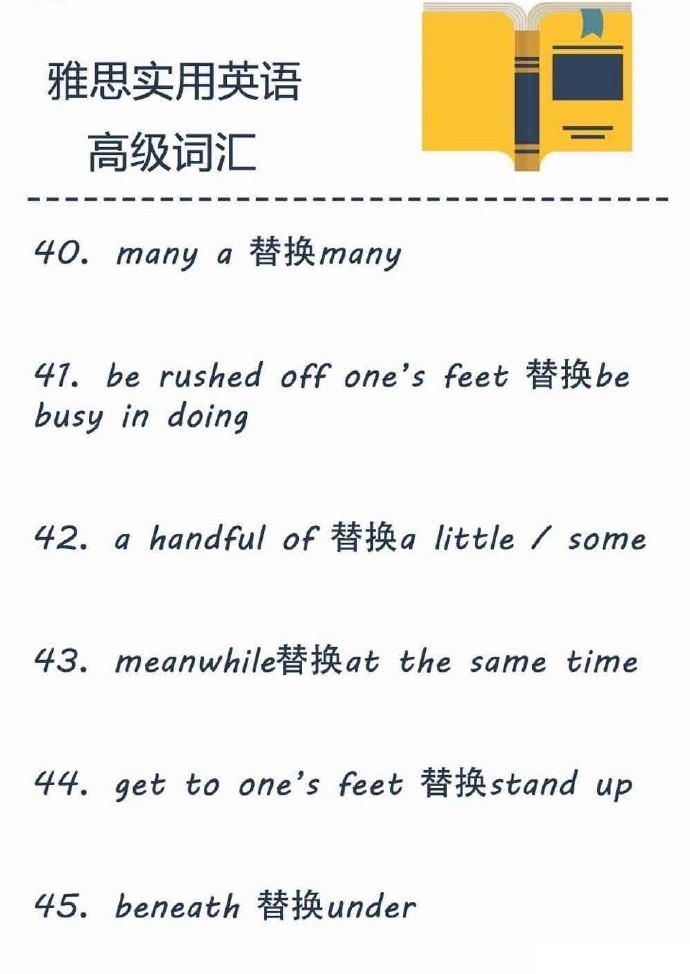 雅思实用英语
高级词汇
40. many a 替换many
41. be rushed off one's feet 替换be
busy in doing
42. a handful of 替换a little / some
43. meanwhile替换at the same time
44. get to one's feet 替换stand up
45. beneath 替换under